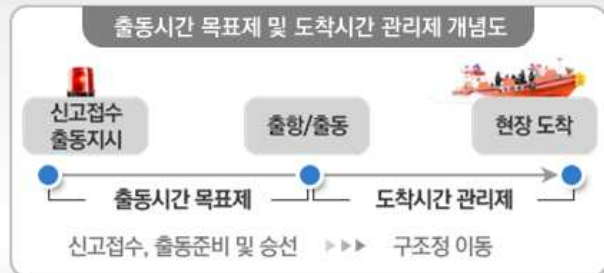 출동시간 목표제 및 도착시간 관리제 개념도
신고접수
출동지시
출항/출동
현장 도착
출동시간 목표제
도착시간 관리제
신고접수, 출동준비 및 승선 ▶▶▶ 구조정 이동